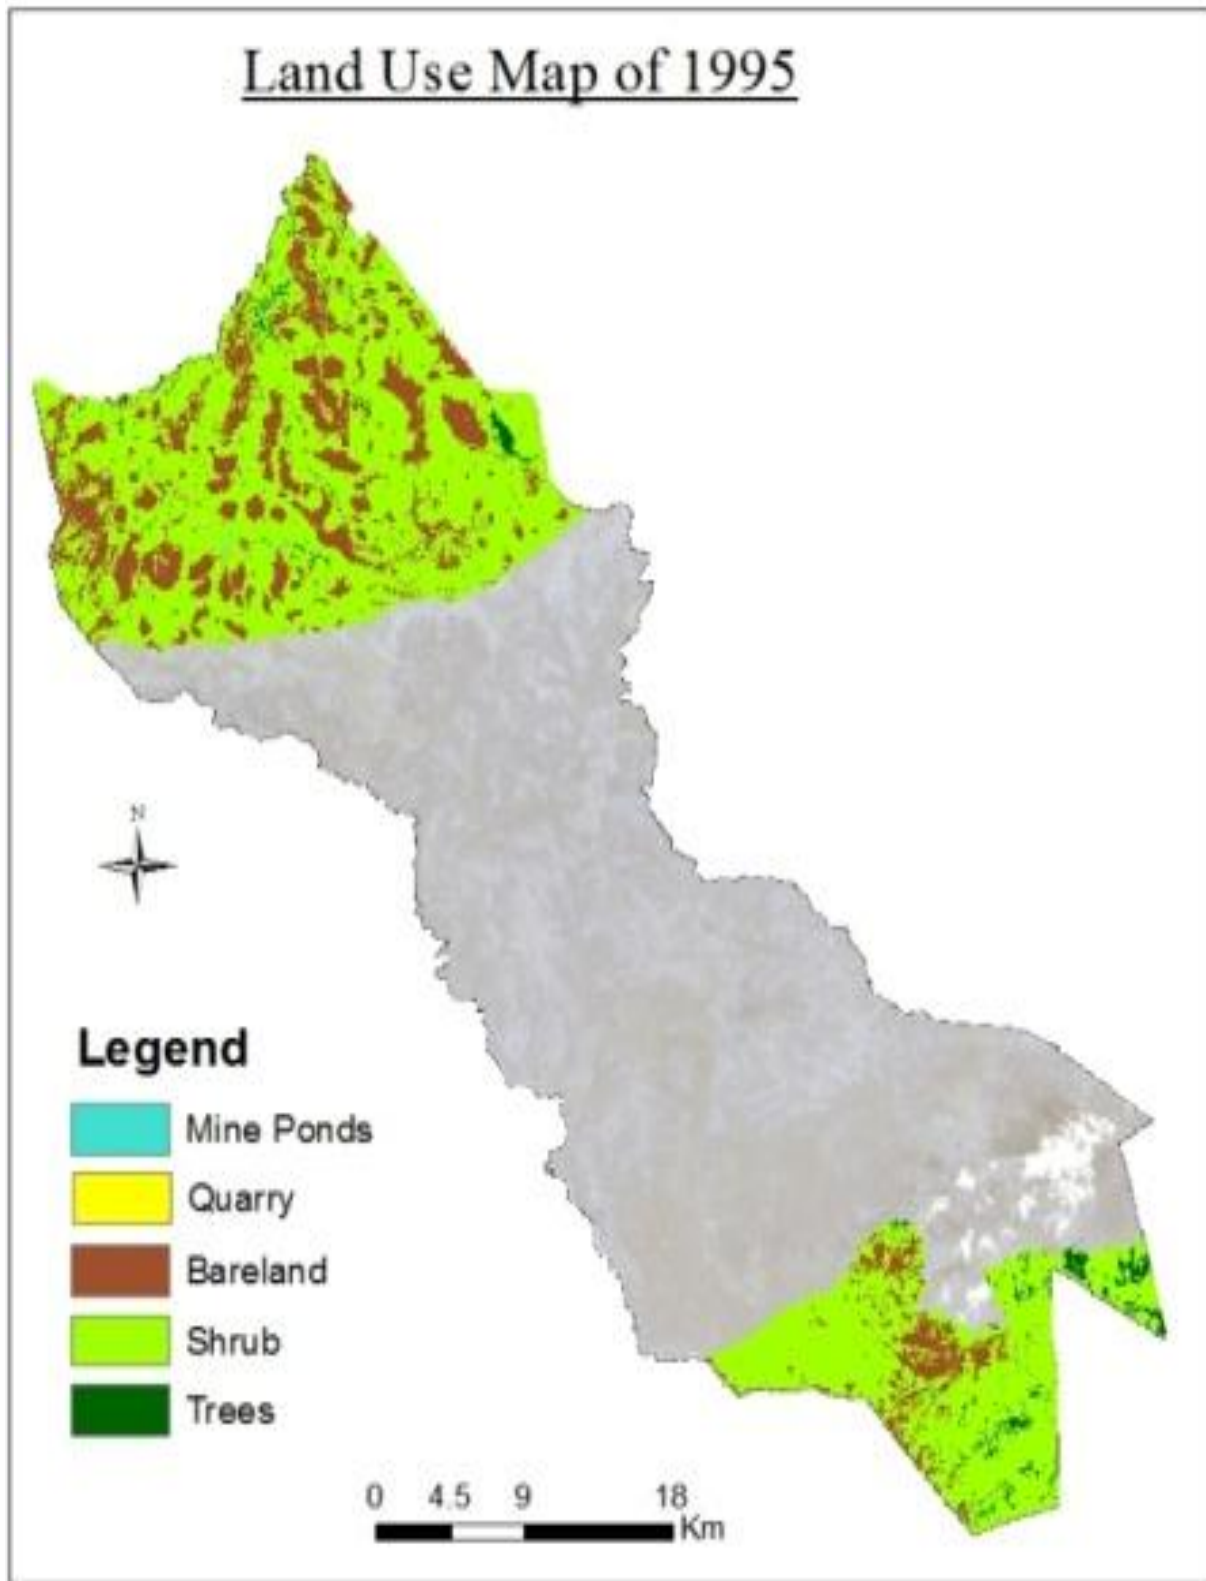 Land Use Map of 1995
N
Legend
Mine Ponds
Quarry
Bareland
Shrub
Trees
0 4.5 9 18
Km